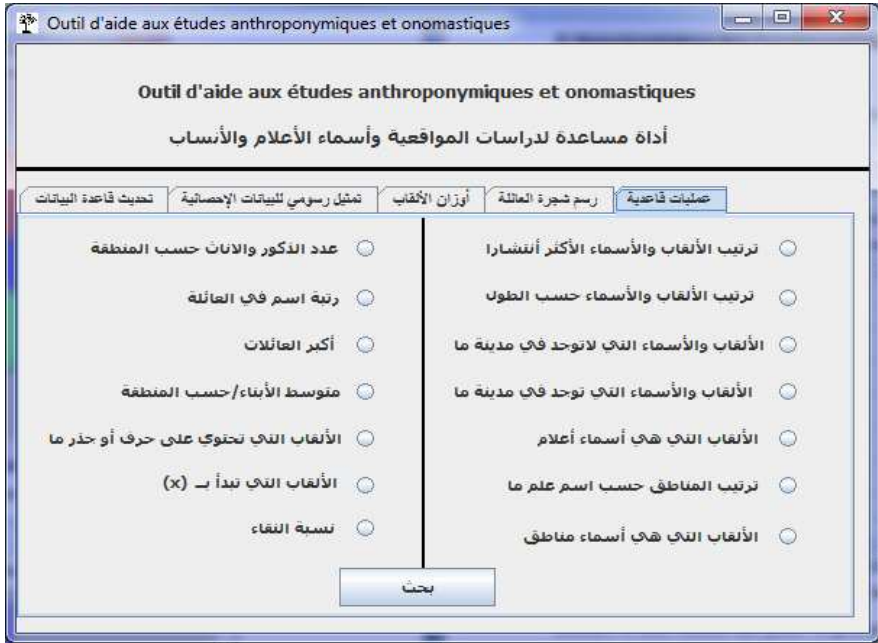 Outil d'aide aux études anthroponymiques et onomastiques
Outil d'aide aux études anthroponymiques et onomastiques
أداة مساعدة لدراسات المواقعية وأسماء الأعلام والأنساب
عمليات قاعدية
رسم شجرة العائلة
أوزان الألقاب
تمثيل رسومي للبيانات الإحصائية
تحديث قاعدة البيانات
ترتيب الألقاب والأسماء الأكثر أنتشارا
ترتيب الألقاب والأسماء حسب الطول
الألقاب والأسماء التي لاتوجد في مدينة ما
الألقاب والأسماء التي توجد في مدينة ما
الألقاب التي هي أسماء أعلام
ترتيب المناطق حسب اسم علم ما
الألقاب التي هي أسماء مناطق
عدد الذكور والاناث حسب المنطقة
رتبة اسم في العائلة
أكبر العائلات
متوسط الأبناء/حسب المنطقة
الألقاب التي تحتوي على حرف أو جذر ما
الألقاب التي تبدأ بــ (x)
نسبة النقاء
بحث